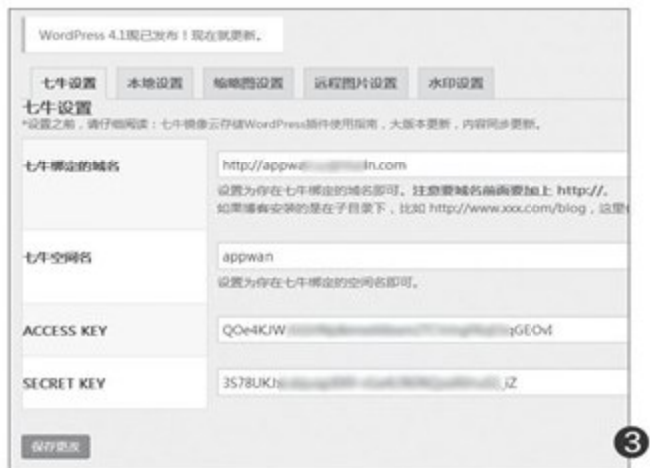 WordPress 4.1现已发布！现在就更新。
七牛设置 本地设置 缩略图设置 远程图片设置 水印设置
七牛设置
*设置之前，请仔细阅读：七牛镜像云存储WordPress插件使用指南，大版本更新，内容同步更新。
七牛绑定的域名 http://appwa in.com
设置为你在七牛绑定的域名即可。注意要域名前面要加上 http://。
如果博客安装的是在子目录下，比如 http://www.xxx.com/blog，这里
七牛空间名 appwan
设置为你在七牛绑定的空间名即可。
ACCESS KEY QOe4KJW GEOvI
SECRET KEY 3S78UKJ iZ
保存更改
3